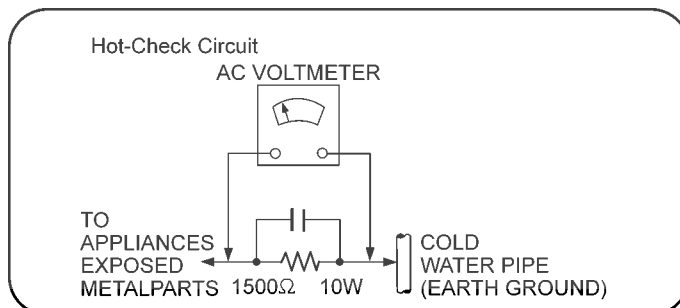 Hot-Check Circuit
AC VOLTMETER
TO
APPLIANCES
EXPOSED
METALPARTS
1500Ω
10W
COLD
WATER PIPE
(EARTH GROUND)